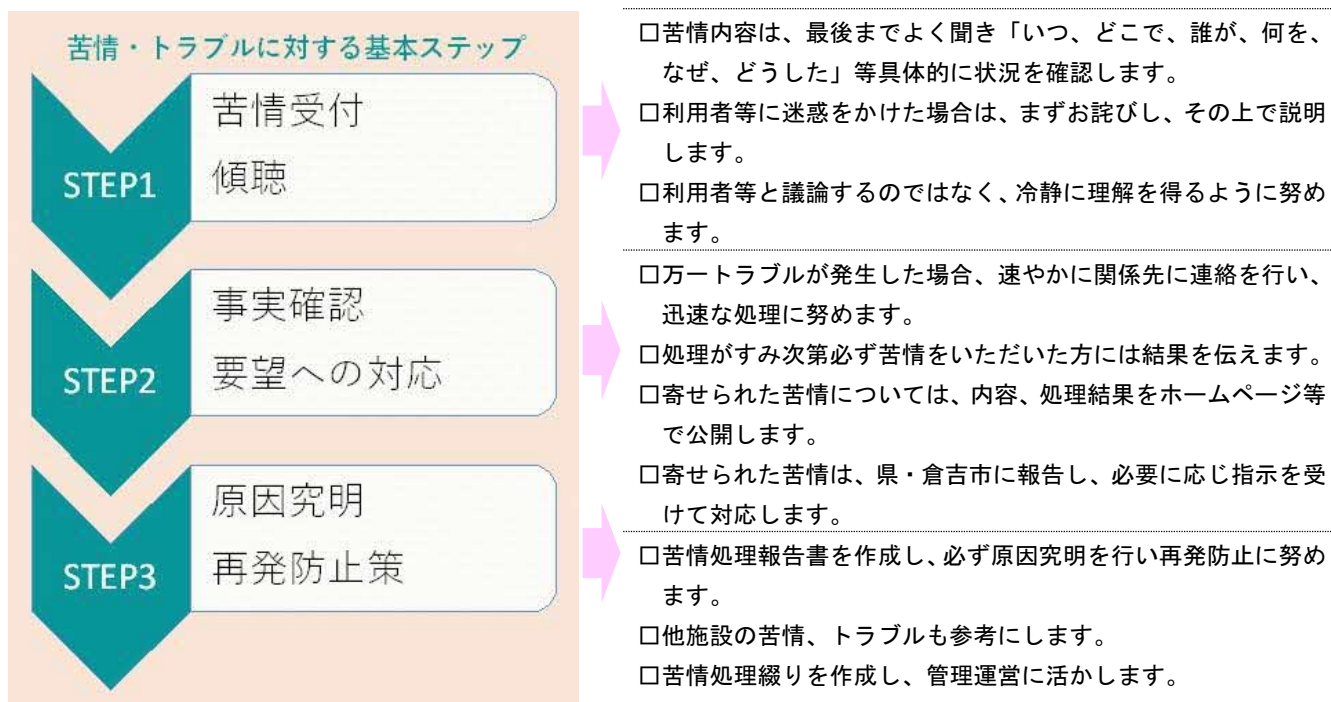 苦情・トラブルに対する基本ステップ
STEP1
苦情受付
傾聴
□苦情内容は、最後までよく聞き「いつ、どこで、誰が、何を、
なぜ、どうした」等具体的に状況を確認します。
□利用者等に迷惑をかけた場合は、まずお詫びし、その上で説明
します。
□利用者等と議論するのではなく、冷静に理解を得るように努め
ます。
STEP2
事実確認
要望への対応
□万一トラブルが発生した場合、速やかに関係先に連絡を行い、
迅速な処理に努めます。
□処理がすみ次第必ず苦情をいただいた方には結果を伝えます。
□寄せられた苦情については、内容、処理結果をホームページ等
で公開します。
□寄せられた苦情は、県・倉吉市に報告し、必要に応じ指示を受
けて対応します。
STEP3
原因究明
再発防止策
□苦情処理報告書を作成し、必ず原因究明を行い再発防止に努め
ます。
□他施設の苦情、トラブルも参考にします。
□苦情処理綴りを作成し、管理運営に活かします。